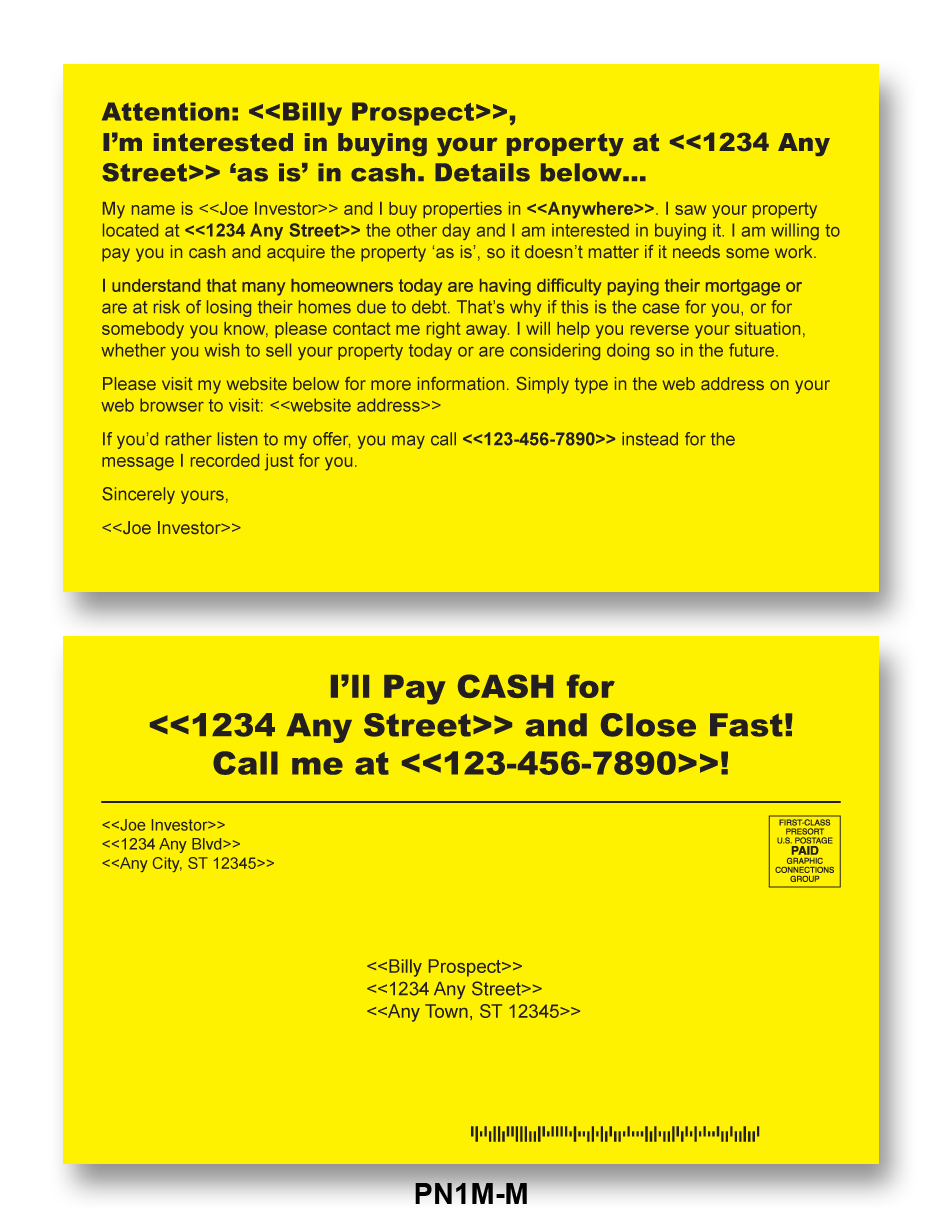 Attention: <<Billy Prospect>>,
I’m interested in buying your property at <<1234 Any
Street>> ‘as is’ in cash. Details below...
My name is <<Joe Investor>> and I buy properties in <<Anywhere>>. I saw your property
located at <<1234 Any Street>> the other day and I am interested in buying it. I am willing to
pay you in cash and acquire the property ‘as is’, so it doesn’t matter if it needs some work.
I understand that many homeowners today are having difficulty paying their mortgage or
are at risk of losing their homes due to debt. That’s why if this is the case for you, or for
somebody you know, please contact me right away. I will help you reverse your situation,
whether you wish to sell your property today or are considering doing so in the future.
Please visit my website below for more information. Simply type in the web address on your
web browser to visit: <<website address>>
If you’d rather listen to my offer, you may call <<123-456-7890>> instead for the
message I recorded just for you.
Sincerely yours,
<<Joe Investor>>
I’ll Pay CASH for
<<1234 Any Street>> and Close Fast!
Call me at <<123-456-7890>>!
<<Joe Investor>>
<<1234 Any Blvd>>
<<Any City, ST 12345>>
FIRST-CLASS
PRESORT
U.S. POSTAGE
PAID
GRAPHIC
CONNECTIONS
GROUP
<<Billy Prospect>>
<<1234 Any Street>>
<<Any Town, ST 12345>>
PN1M-M